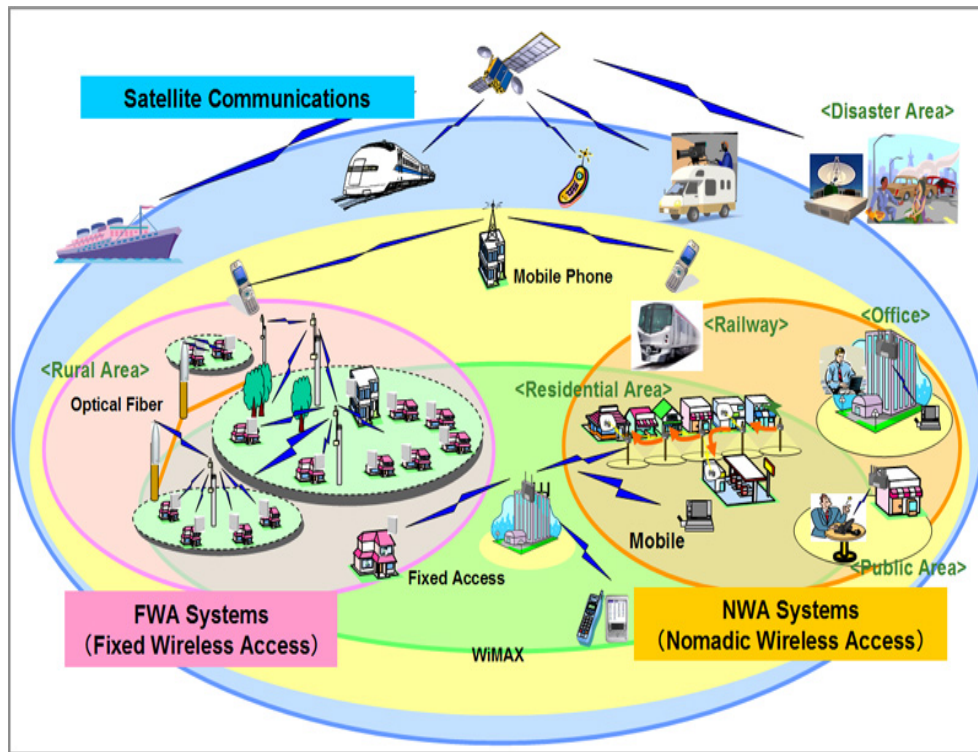 Satellite Communications
<Disaster Area>
Mobile Phone
<Office>
<Railway>
<Rural Area>
<Residential Area>
Optical Fiber
Mobile
<Public Area>
Fixed Access
FWA Systems
（Fixed Wireless Access）
NWA Systems
（Nomadic Wireless Access）
WiMAX